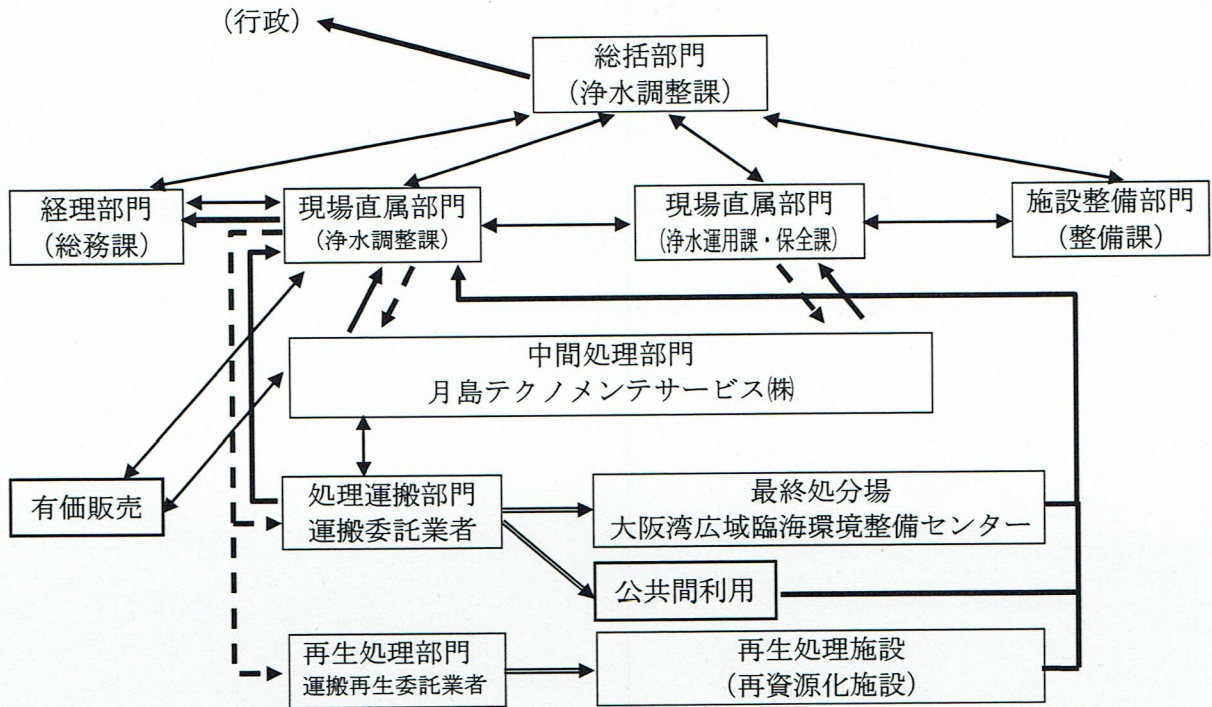 (行政)
総括部門
(浄水調整課)
経理部門
(総務課)
現場直属部門
(浄水調整課)
現場直属部門
(浄水運用課・保全課)
施設整備部門
(整備課)
中間処理部門
月島テクノメンテサービス㈱
有価販売
処理運搬部門
運搬委託業者
最終処分場
大阪湾広域臨海環境整備センター
公共間利用
再生処理部門
運搬再生委託業者
再生処理施設
(再資源化施設)